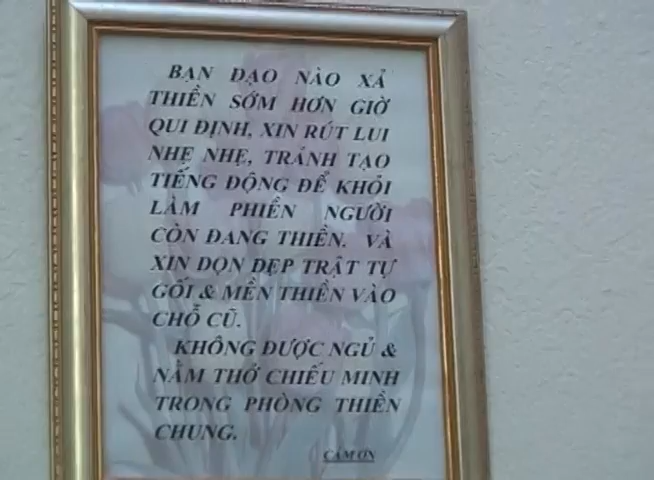 BẠN ĐẠO NÀO XẢ
THIỀN SỚM HƠN GIỜ
QUI ĐỊNH, XIN RÚT LUI
NHẸ NHẸ, TRÁNH TẠO
TIẾNG ĐỘNG ĐỂ KHỎI
LÀM PHIỀN NGƯỜI
CÒN ĐANG THIỀN. VÀ
XIN DỌN DẸP TRẬT TỰ
GỐI & MỀN THIỀN VÀO
CHỖ CŨ.
KHÔNG ĐƯỢC NGỦ &
NẰM THỞ CHIẾU MINH
TRONG PHÒNG THIỀN
CHUNG.
CẢM ƠN